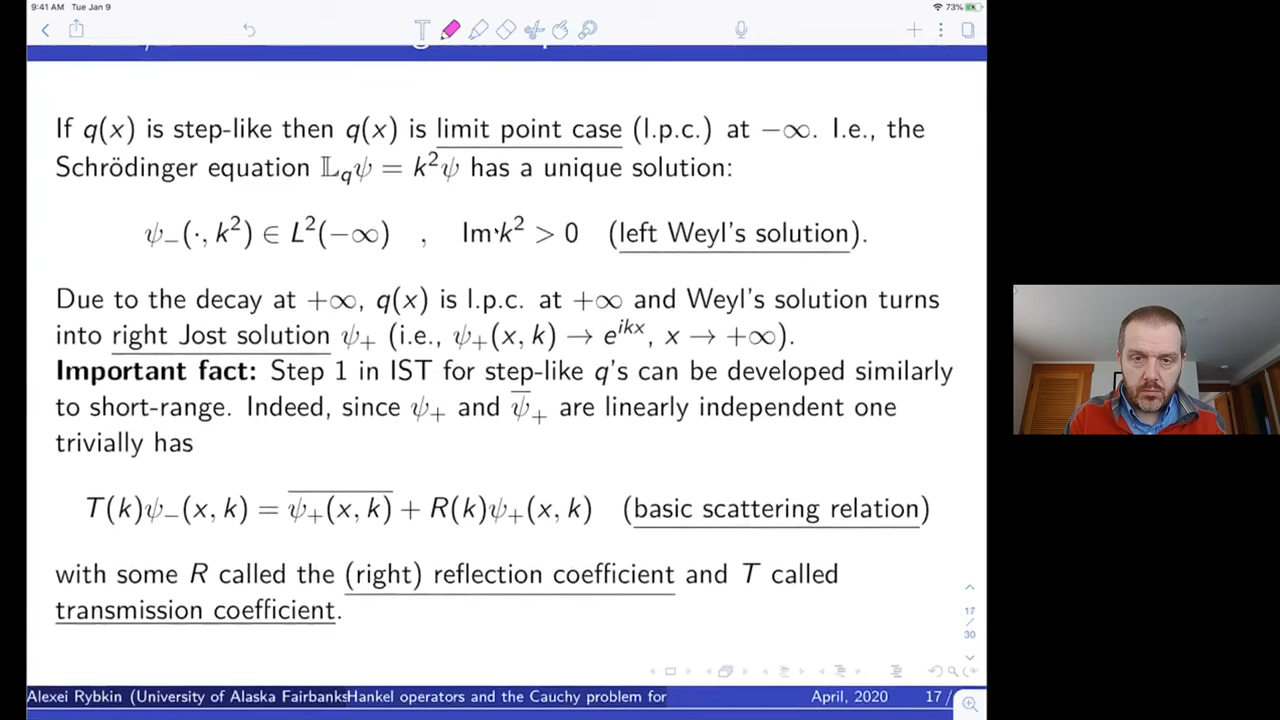 9:41 AM Tue Jan 9
73%
If q(x) is step-like then q(x) is limit point case (l.p.c.) at −∞. I.e., the
Schrödinger equation 𝕃_qψ = k²ψ has a unique solution:
ψ₋(·, k²) ∈ L²(−∞) , Im k² > 0 (left Weyl's solution).
Due to the decay at +∞, q(x) is l.p.c. at +∞ and Weyl's solution turns
into right Jost solution ψ₊ (i.e., ψ₊(x, k) → e^{ikx}, x → +∞).
Important fact: Step 1 in IST for step-like q's can be developed similarly
to short-range. Indeed, since ψ₊ and \overline{ψ}₊ are linearly independent one
trivially has
T(k)ψ₋(x, k) = \overline{ψ₊(x, k)} + R(k)ψ₊(x, k) (basic scattering relation)
with some R called the (right) reflection coefficient and T called
transmission coefficient.
17
/
30
Alexei Rybkin (University of Alaska Fairbanks Hankel operators and the Cauchy problem for April, 2020 17 /